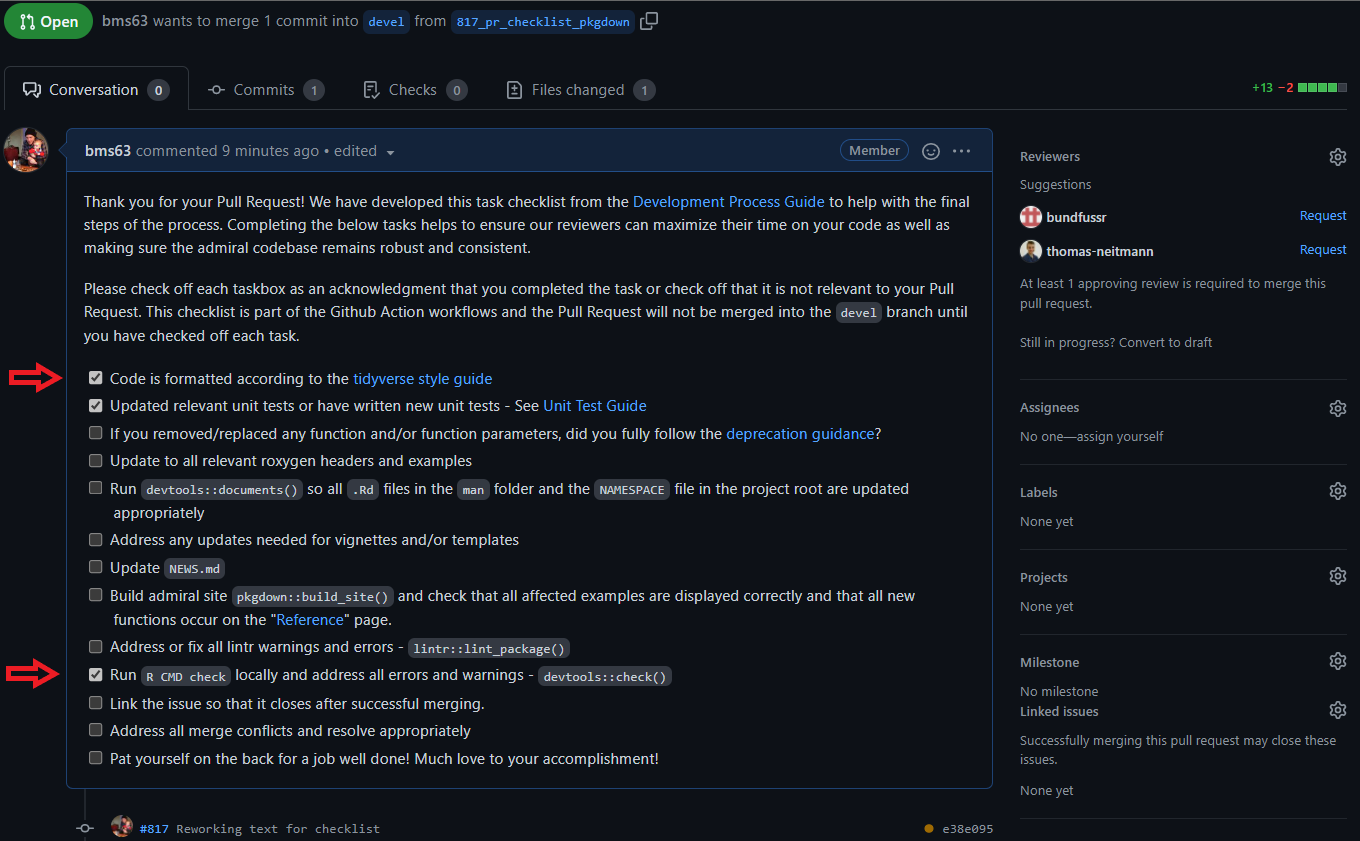 Open bms63 wants to merge 1 commit into devel from 817_pr_checklist_pkgdown
Conversation 0 Commits 1 Checks 0 Files changed 1 +13 −2
bms63 commented 9 minutes ago • edited Member
Thank you for your Pull Request! We have developed this task checklist from the Development Process Guide to help with the final
steps of the process. Completing the below tasks helps to ensure our reviewers can maximize their time on your code as well as
making sure the admiral codebase remains robust and consistent.
Please check off each taskbox as an acknowledgment that you completed the task or check off that it is not relevant to your Pull
Request. This checklist is part of the Github Action workflows and the Pull Request will not be merged into the devel branch until
you have checked off each task.
Code is formatted according to the tidyverse style guide
Updated relevant unit tests or have written new unit tests - See Unit Test Guide
If you removed/replaced any function and/or function parameters, did you fully follow the deprecation guidance?
Update to all relevant roxygen headers and examples
Run devtools::documents() so all .Rd files in the man folder and the NAMESPACE file in the project root are updated
appropriately
Address any updates needed for vignettes and/or templates
Update NEWS.md
Build admiral site pkgdown::build_site() and check that all affected examples are displayed correctly and that all new
functions occur on the "Reference" page.
Address or fix all lintr warnings and errors - lintr::lint_package()
Run R CMD check locally and address all errors and warnings - devtools::check()
Link the issue so that it closes after successful merging.
Address all merge conflicts and resolve appropriately
Pat yourself on the back for a job well done! Much love to your accomplishment!
#817 Reworking text for checklist e38e095
Reviewers
Suggestions
bundfussr Request
thomas-neitmann Request
At least 1 approving review is required to merge this
pull request.
Still in progress? Convert to draft
Assignees
No one—assign yourself
Labels
None yet
Projects
None yet
Milestone
No milestone
Linked issues
Successfully merging this pull request may close these
issues.
None yet